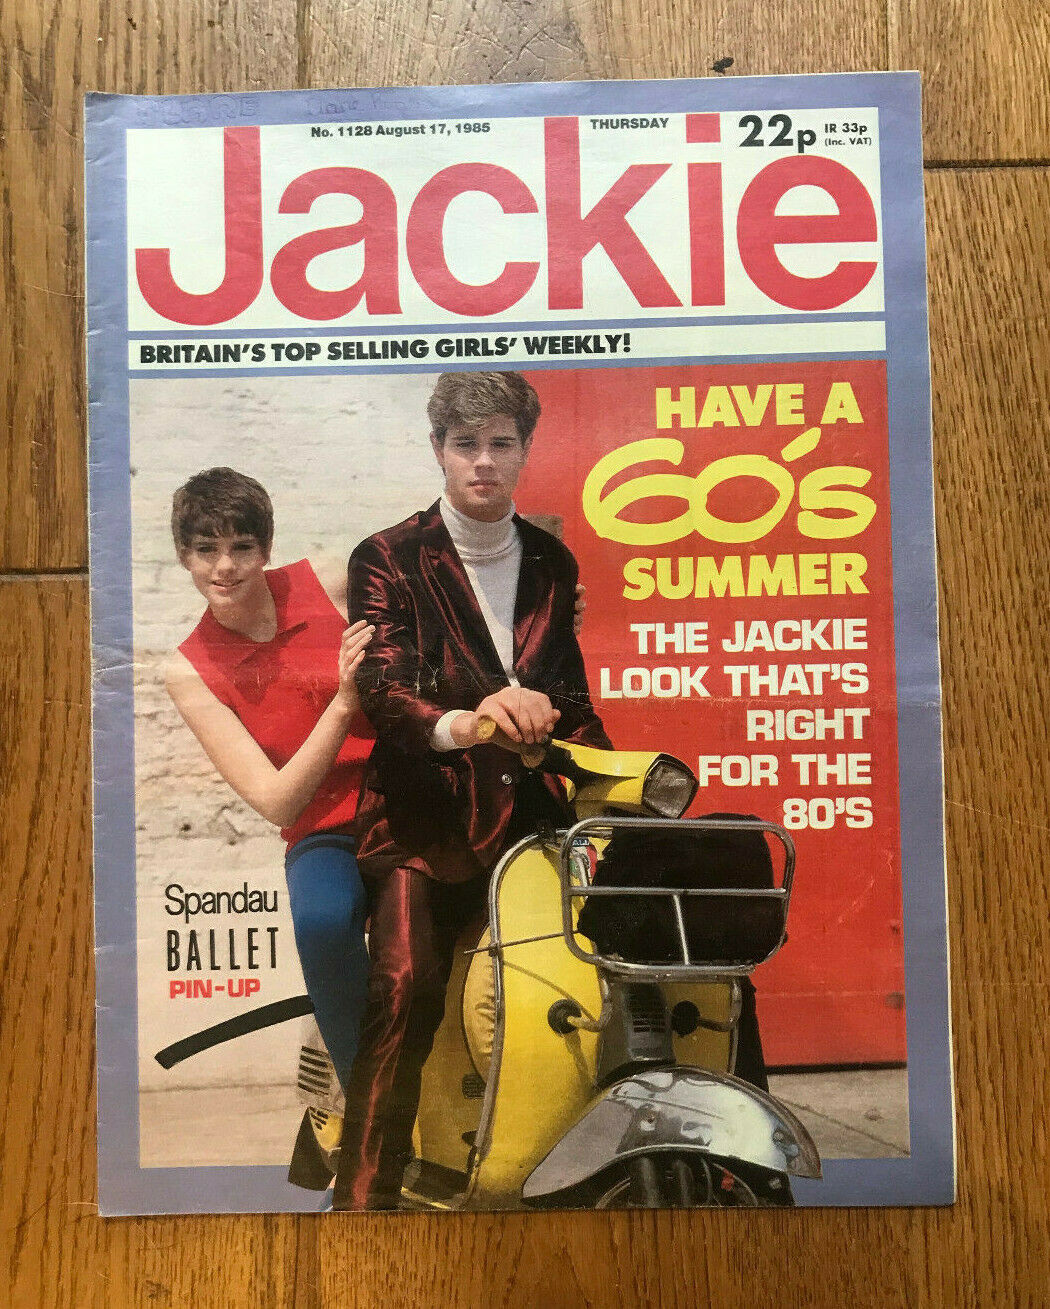 No. 1128 August 17, 1985
THURSDAY
22p
IR 33p
(Inc. VAT)
Jackie
BRITAIN'S TOP SELLING GIRLS' WEEKLY!
HAVE A
60's
SUMMER
THE JACKIE
LOOK THAT'S
RIGHT
FOR THE
80'S
Spandau
BALLET
PIN-UP